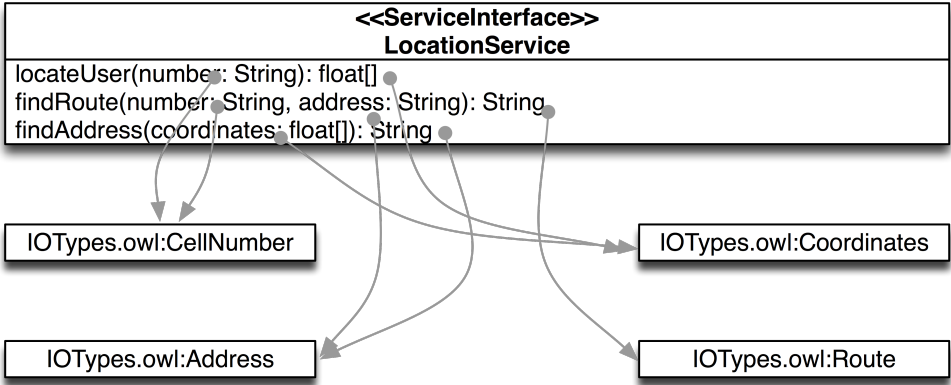 <<ServiceInterface>>
LocationService
locateUser(number: String): float[]
findRoute(number: String, address: String): String
findAddress(coordinates: float[]): String
IOTypes.owl:CellNumber
IOTypes.owl:Coordinates
IOTypes.owl:Address
IOTypes.owl:Route